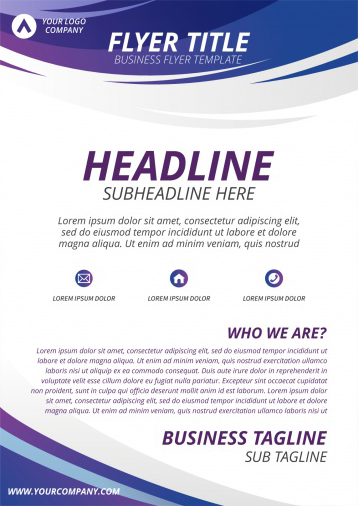 YOUR LOGO
COMPANY
FLYER TITLE
BUSINESS FLYER TEMPLATE
HEADLINE
SUBHEADLINE HERE
Lorem ipsum dolor sit amet, consectetur adipiscing elit,
sed do eiusmod tempor incididunt ut labore et dolore
magna aliqua. Ut enim ad minim veniam, quis nostrud
LOREM IPSUM DOLOR
LOREM IPSUM DOLOR
LOREM IPSUM DOLOR
WHO WE ARE?
Lorem ipsum dolor sit amet, consectetur adipiscing elit, sed do eiusmod tempor incididunt ut
labore et dolore magna aliqua. Ut enim ad minim veniam, quis nostrud exercitation ullamco
laboris nisi ut aliquip ex ea commodo consequat. Duis aute irure dolor in reprehenderit in
voluptate velit esse cillum dolore eu fugiat nulla pariatur. Excepteur sint occaecat cupidatat
non proident, sunt in culpa qui officia deserunt mollit anim id est laborum. Lorem ipsum dolor
sit amet, consectetur adipiscing elit, sed do eiusmod tempor incididunt ut labore et dolore
magna aliqua. Ut enim ad minim veniam, quis nostrud exercitation ullamco laboris nisi ut
BUSINESS TAGLINE
SUB TAGLINE
WWW.YOURCOMPANY.COM